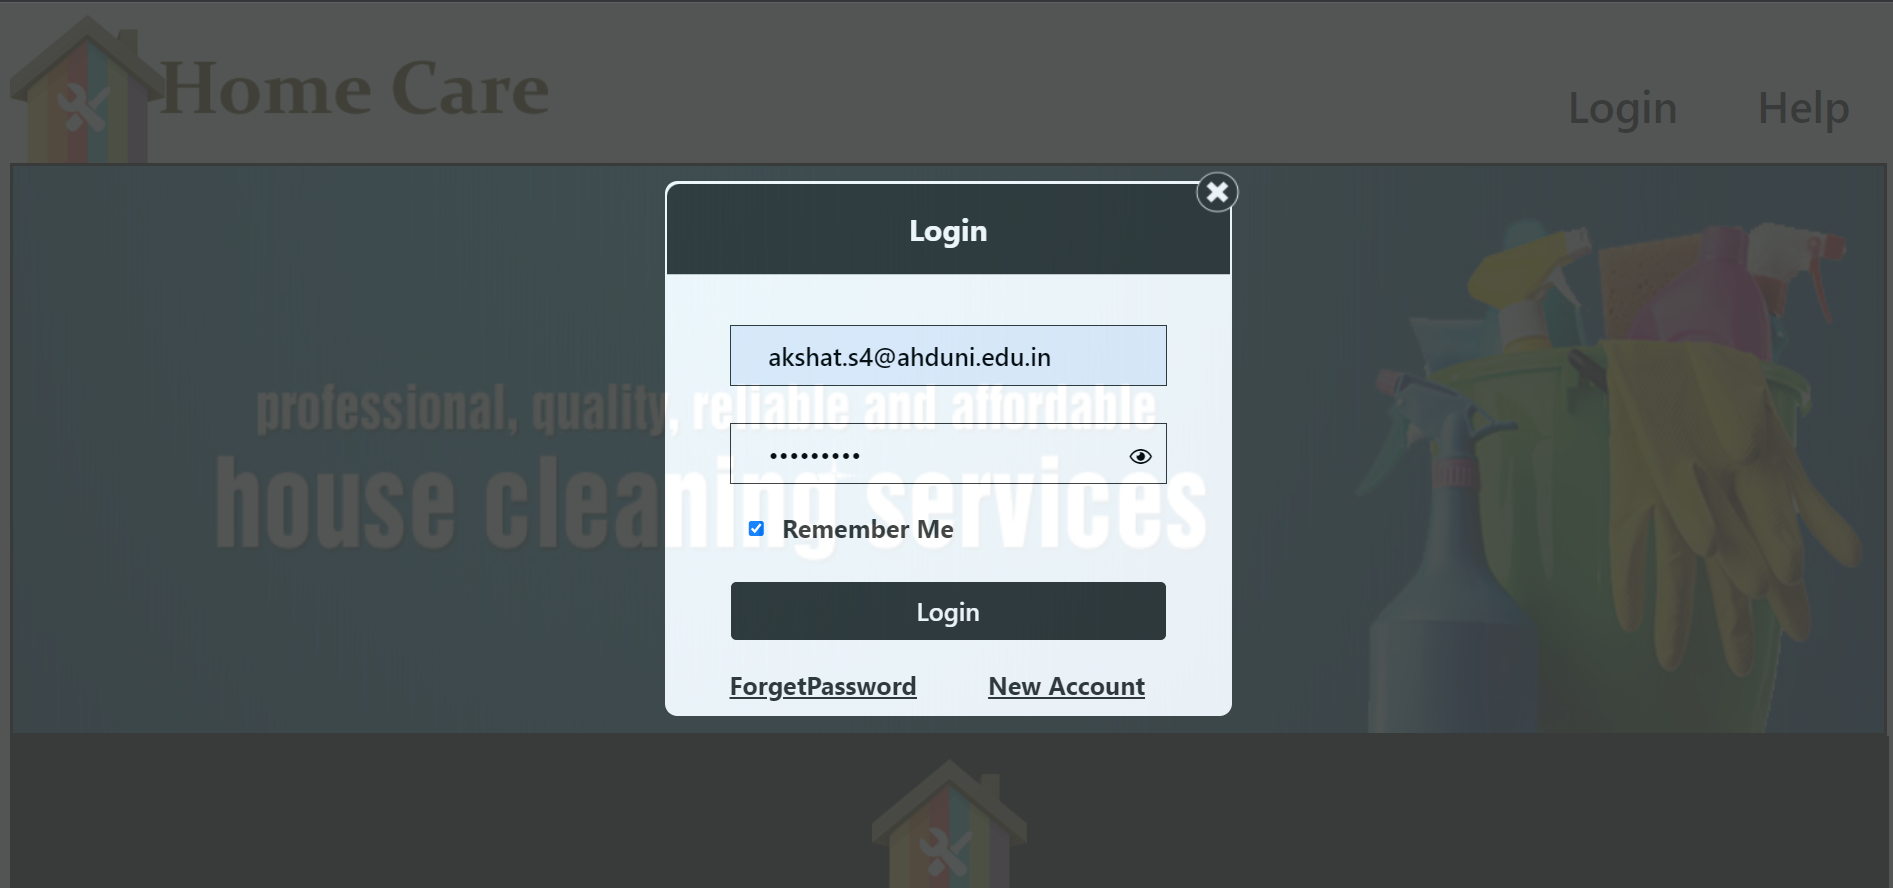 Home Care
Login
Help
Login
akshat.s4@ahduni.edu.in
professional, quality, reliable and affordable
•••••••••
house cleaning services
Remember Me
Login
ForgetPassword
New Account